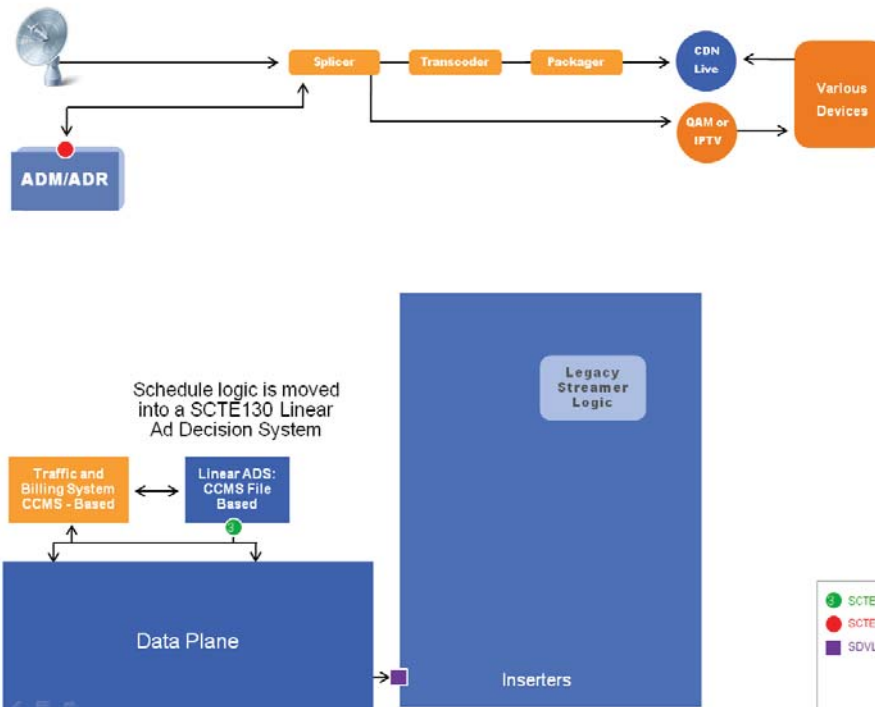 Splicer
Transcoder
Packager
CDN
Live
Various
Devices
QAM or
IPTV
ADM/ADR
Legacy
Streamer
Logic
Schedule logic is moved
into a SCTE130 Linear
Ad Decision System
Traffic and
Billing System
CCMS - Based
Linear ADS:
CCMS File
Based
3
Data Plane
Inserters
3 SCTE
SCTE
SDVL